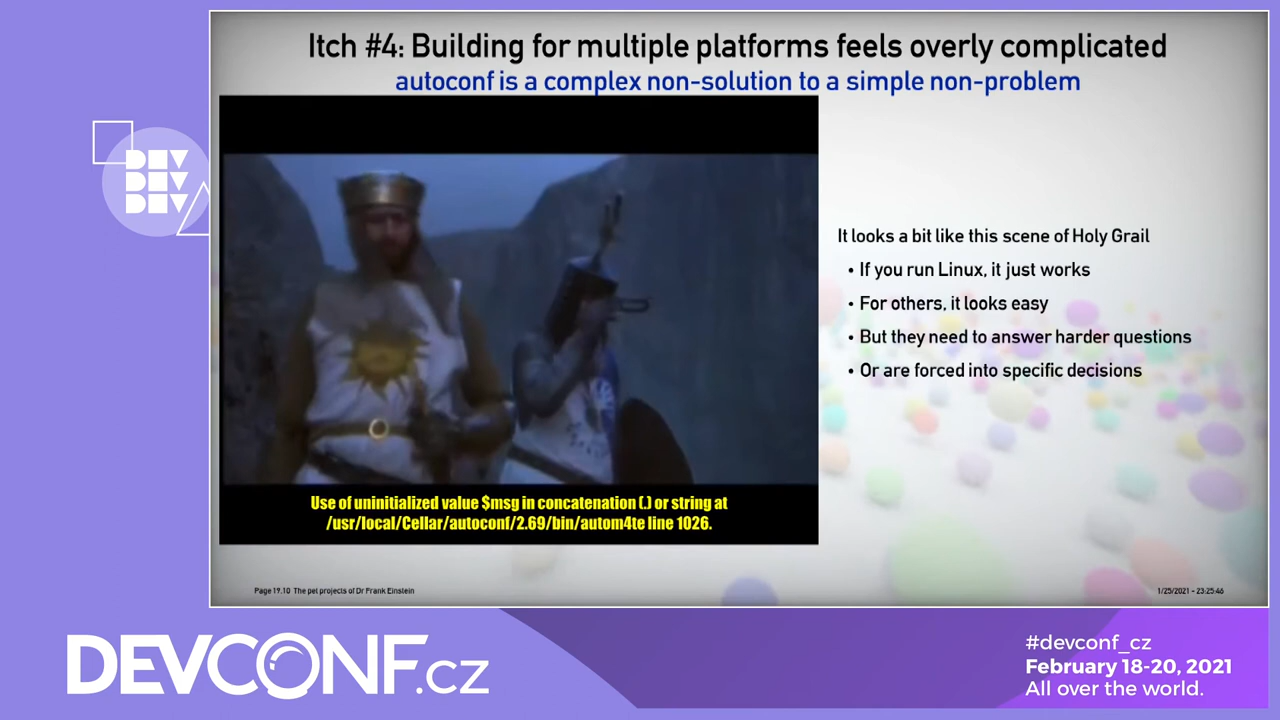 Itch #4: Building for multiple platforms feels overly complicated
autoconf is a complex non-solution to a simple non-problem
DEV
DEV
DEV
It looks a bit like this scene of Holy Grail
• If you run Linux, it just works
• For others, it looks easy
• But they need to answer harder questions
• Or are forced into specific decisions
Use of uninitialized value $msg in concatenation (.) or string at
/usr/local/Cellar/autoconf/2.69/bin/autom4te line 1026.
Page 19.10 The pet projects of Dr Frank Einstein
1/25/2021 - 23:25:46
DEVCONF.cz
#devconf_cz
February 18-20, 2021
All over the world.